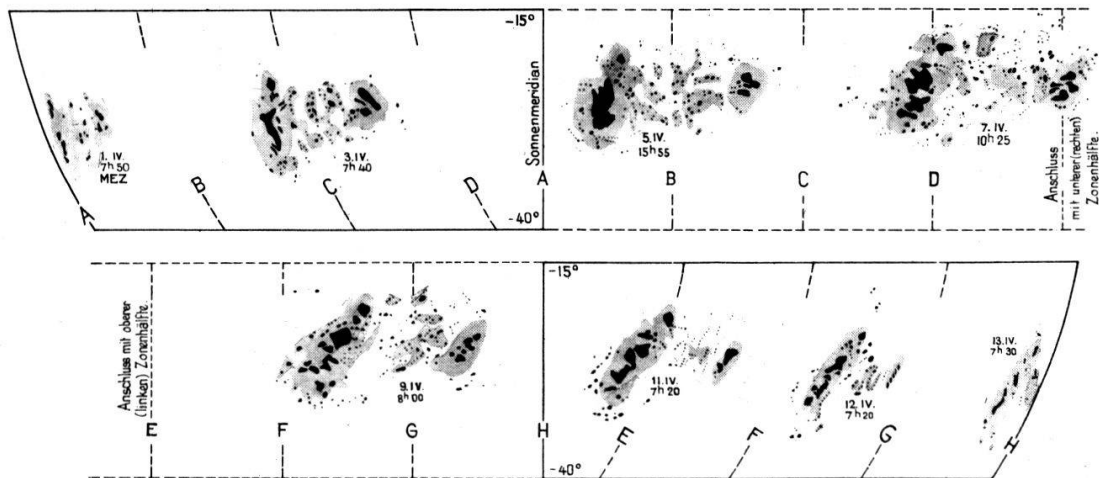 -15°
Sonnenmeridian
-40°
1. IV.
7ʰ 50
MEZ
3. IV.
7ʰ 40
5. IV.
15ʰ 55
7. IV.
10ʰ 25
A B C D A B C D
Anschluss
mit unterer (rechten)
Zonenhälfte.
Anschluss mit oberer
(linken) Zonenhälfte.
-15°
-40°
9. IV.
8ʰ 00
11. IV.
7ʰ 20
12. IV.
7ʰ 20
13. IV.
7ʰ 30
E F G H E F G H